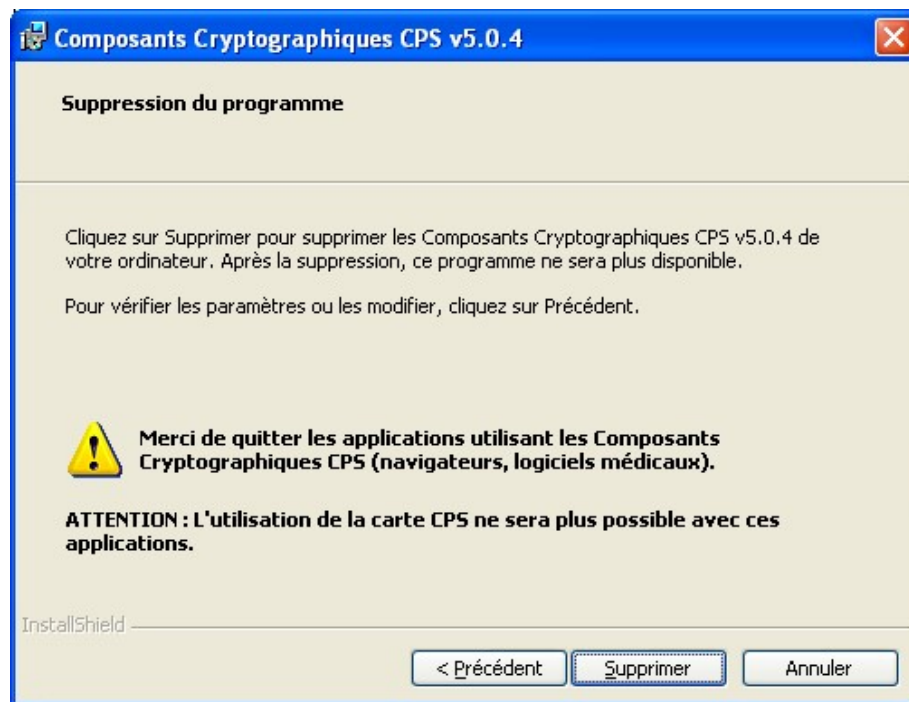 Composants Cryptographiques CPS v5.0.4
Suppression du programme
Cliquez sur Supprimer pour supprimer les Composants Cryptographiques CPS v5.0.4 de
votre ordinateur. Après la suppression, ce programme ne sera plus disponible.
Pour vérifier les paramètres ou les modifier, cliquez sur Précédent.
Merci de quitter les applications utilisant les Composants
Cryptographiques CPS (navigateurs, logiciels médicaux).
ATTENTION : L'utilisation de la carte CPS ne sera plus possible avec ces
applications.
InstallShield
< Précédent
Supprimer
Annuler